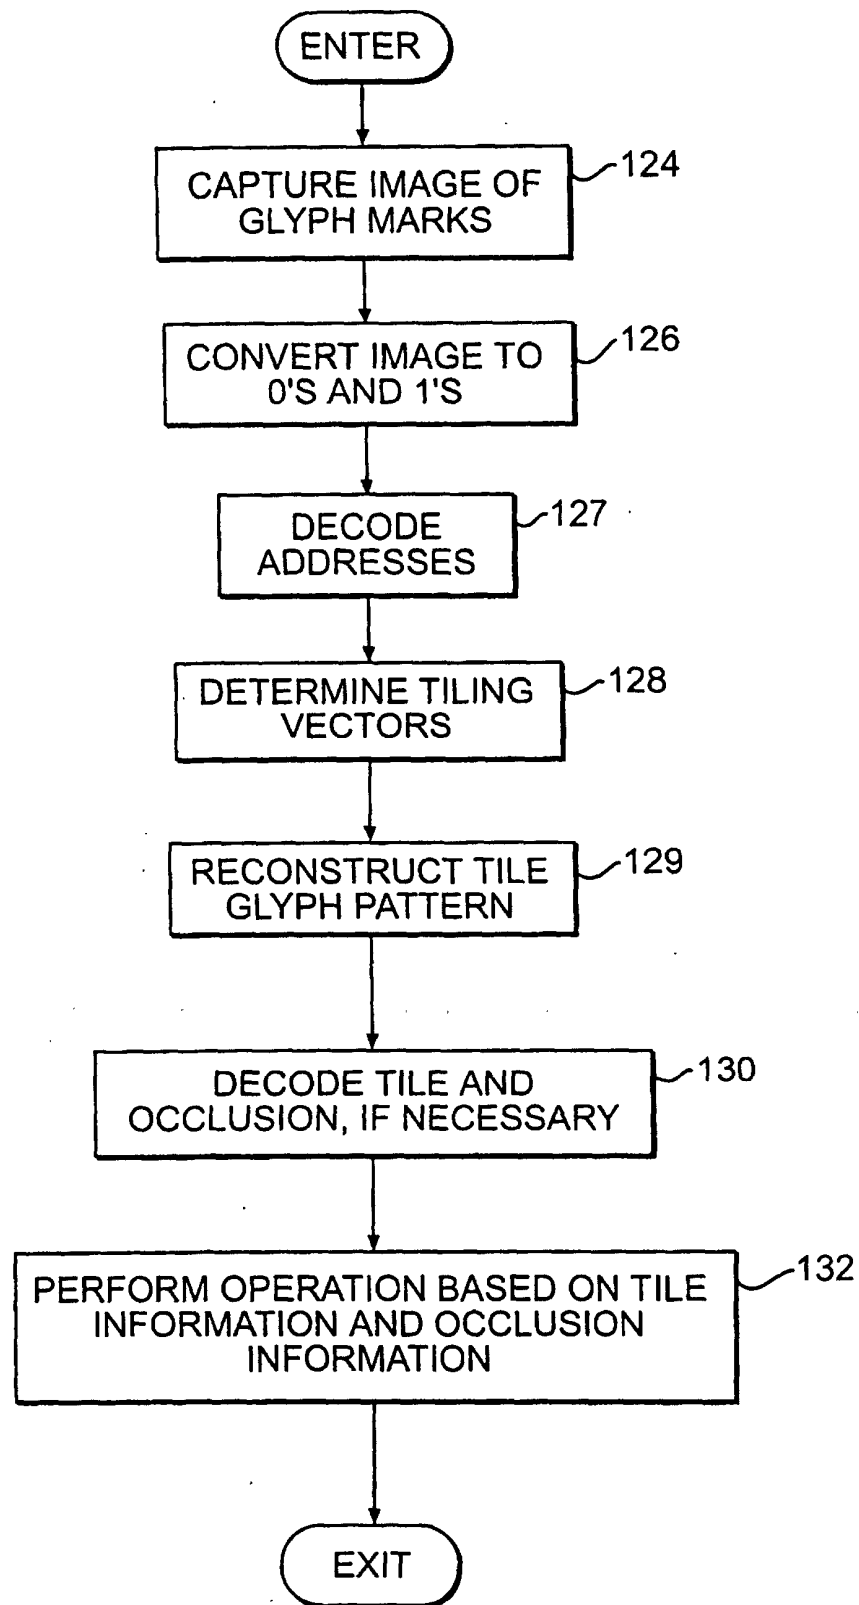 ENTER
124
CAPTURE IMAGE OF
GLYPH MARKS
126
CONVERT IMAGE TO
0'S AND 1'S
127
DECODE
ADDRESSES
128
DETERMINE TILING
VECTORS
129
RECONSTRUCT TILE
GLYPH PATTERN
130
DECODE TILE AND
OCCLUSION, IF NECESSARY
132
PERFORM OPERATION BASED ON TILE
INFORMATION AND OCCLUSION
INFORMATION
EXIT